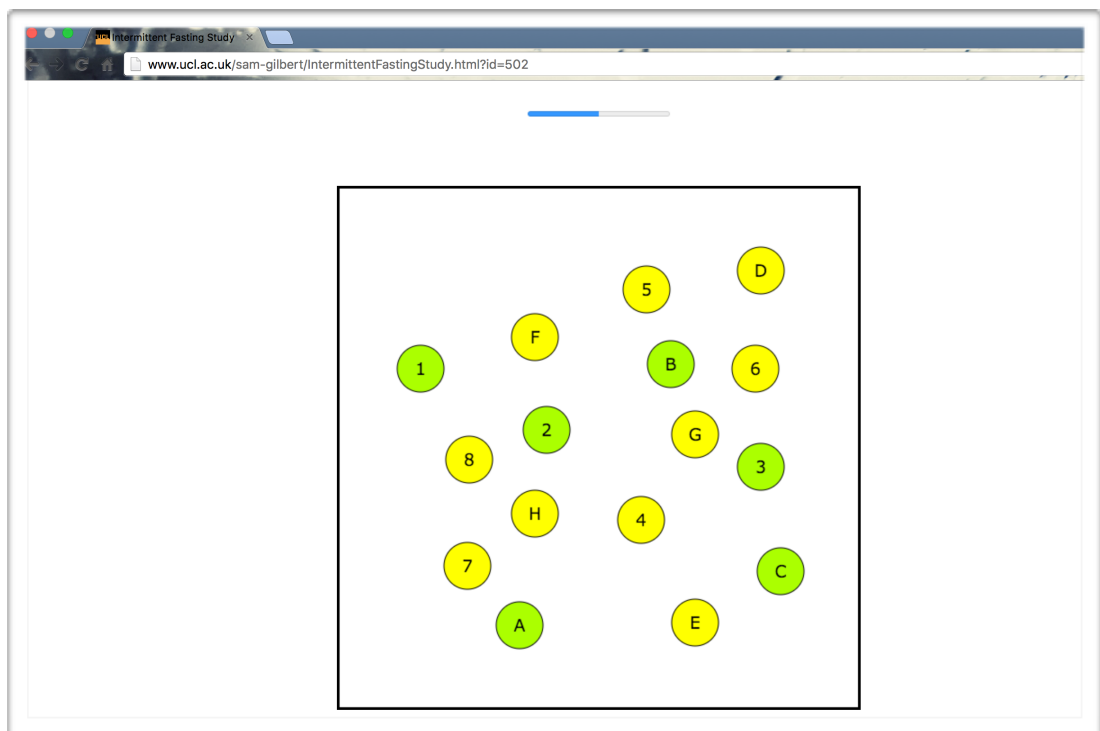 UCL Intermittent Fasting Study ×
www.ucl.ac.uk/sam-gilbert/IntermittentFastingStudy.html?id=502
D
5
F
B
1
6
2
G
8
3
H
4
7
C
A
E